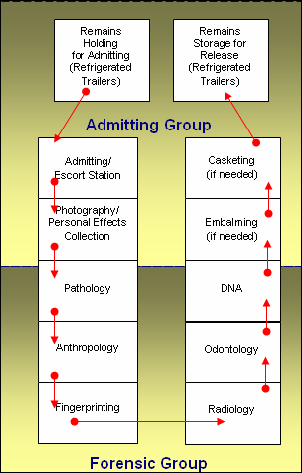 Remains
Holding
for Admitting
(Refrigerated
Trailers)
Remains
Storage for
Release
(Refrigerated
Trailers)
Admitting Group
Admitting/
Escort Station
Photography/
Personal Effects
Collection
Pathology
Anthropology
Fingerprinting
Radiology
Odontology
DNA
Embalming
(if needed)
Casketing
(if needed)
Forensic Group